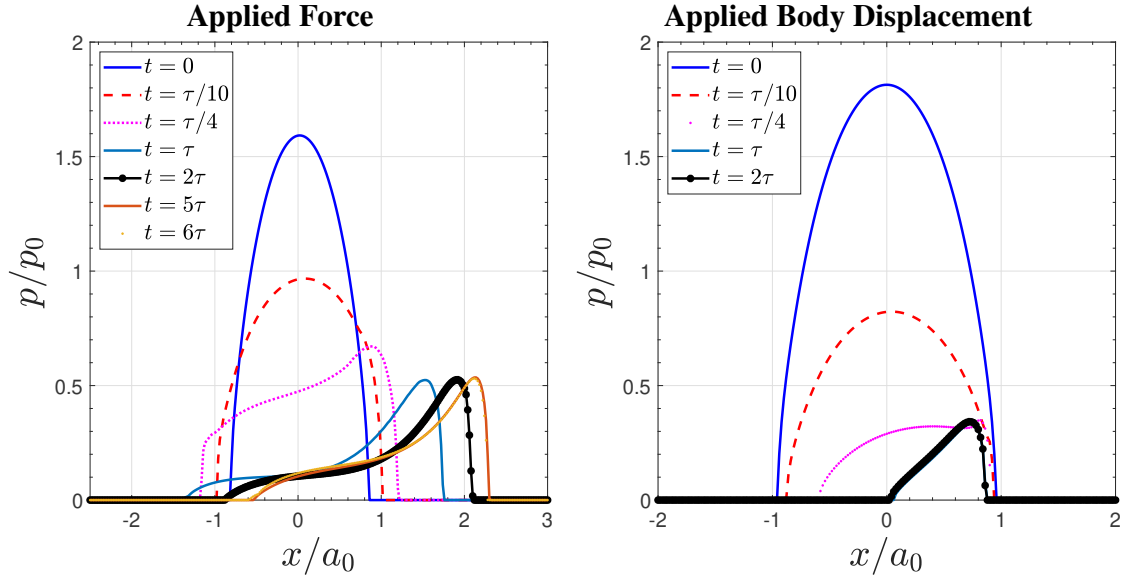 Applied Force
2
1.5
1
0.5
0
p/p₀
t = 0
t = τ/10
t = τ/4
t = τ
t = 2τ
t = 5τ
t = 6τ
-2
-1
0
1
2
3
x/a₀
Applied Body Displacement
2
1.5
1
0.5
0
p/p₀
t = 0
t = τ/10
t = τ/4
t = τ
t = 2τ
-2
-1
0
1
2
x/a₀